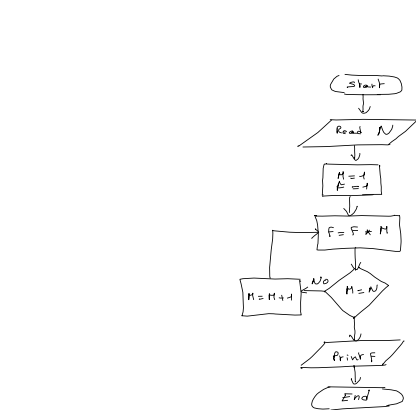 Start
Read N
M = 1
F = 1
F = F * M
No
M = N
M = M + 1
Print F
End